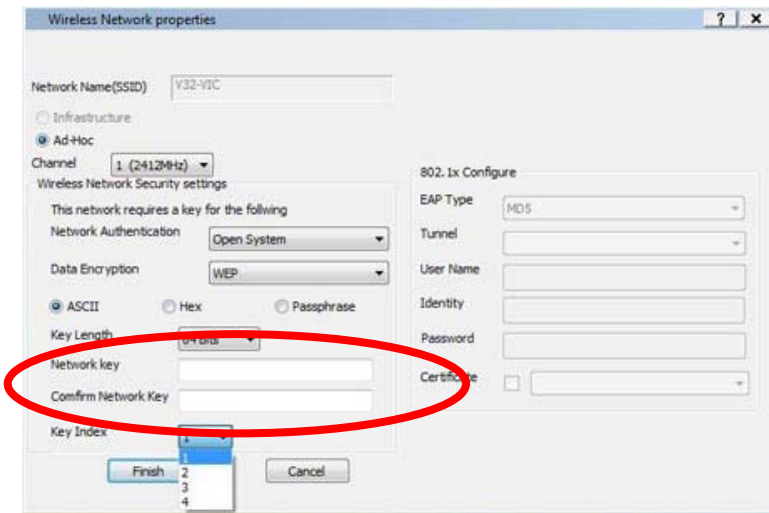 Wireless Network properties
? x
Network Name(SSID) V32-VIC
Infrastructure
Ad-Hoc
Channel 1 (2412MHz)
Wireless Network Security settings
This network requires a key for the follwing
Network Authentication Open System
Data Encryption WEP
ASCII Hex Passphrase
Key Length 64 bits
Network key
Comfirm Network Key
Key Index 1
1
2
3
4
Finish Cancel
802.1x Configure
EAP Type MD5
Tunnel
User Name
Identity
Password
Certificate